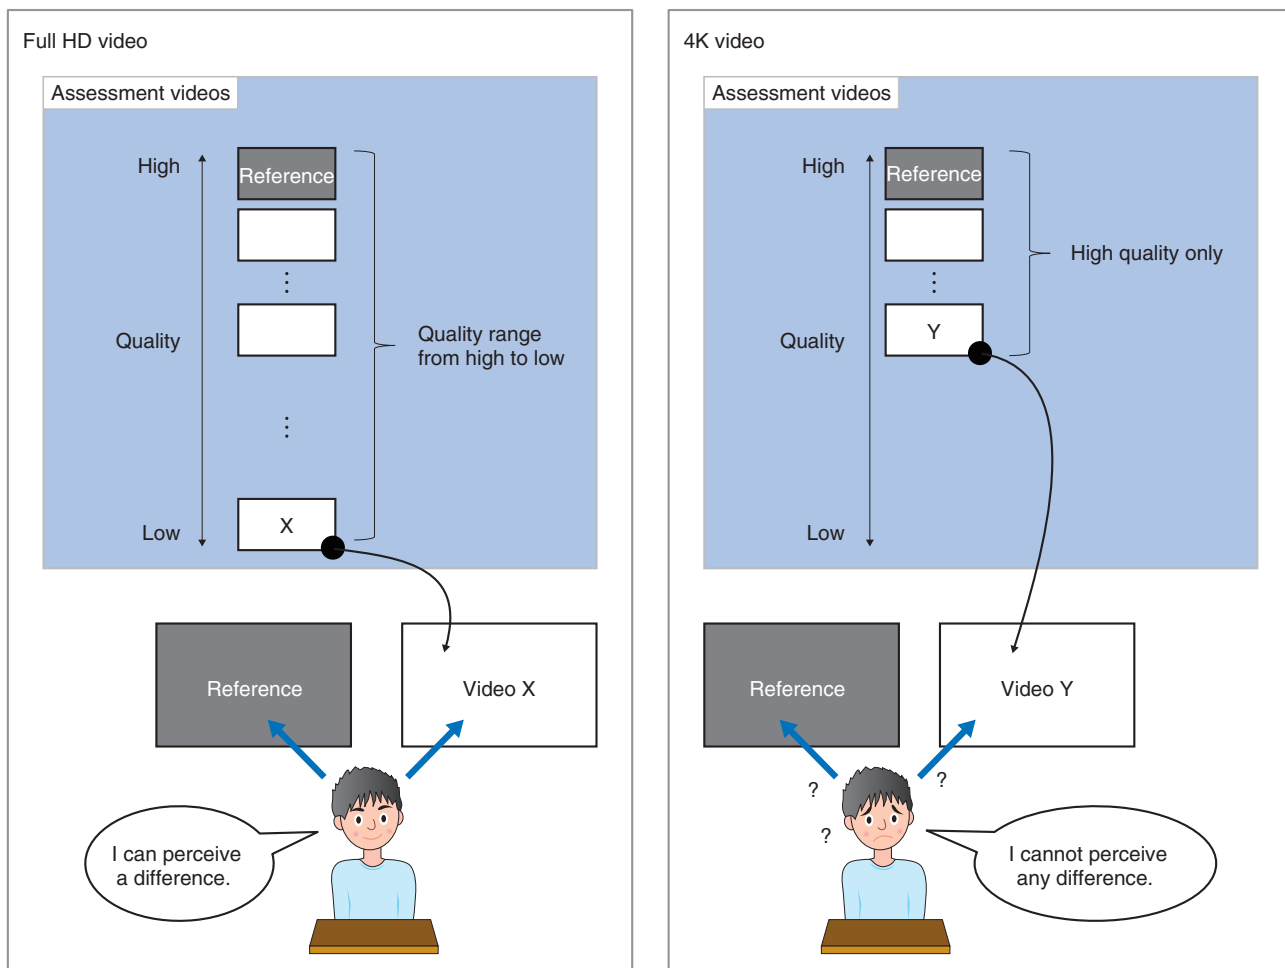 Full HD video
Assessment videos
High
Reference
Quality
Quality range
from high to low
Low
X
Reference
Video X
I can perceive
a difference.
4K video
Assessment videos
High
Reference
High quality only
Quality
Y
Low
Reference
Video Y
?
?
?
I cannot perceive
any difference.